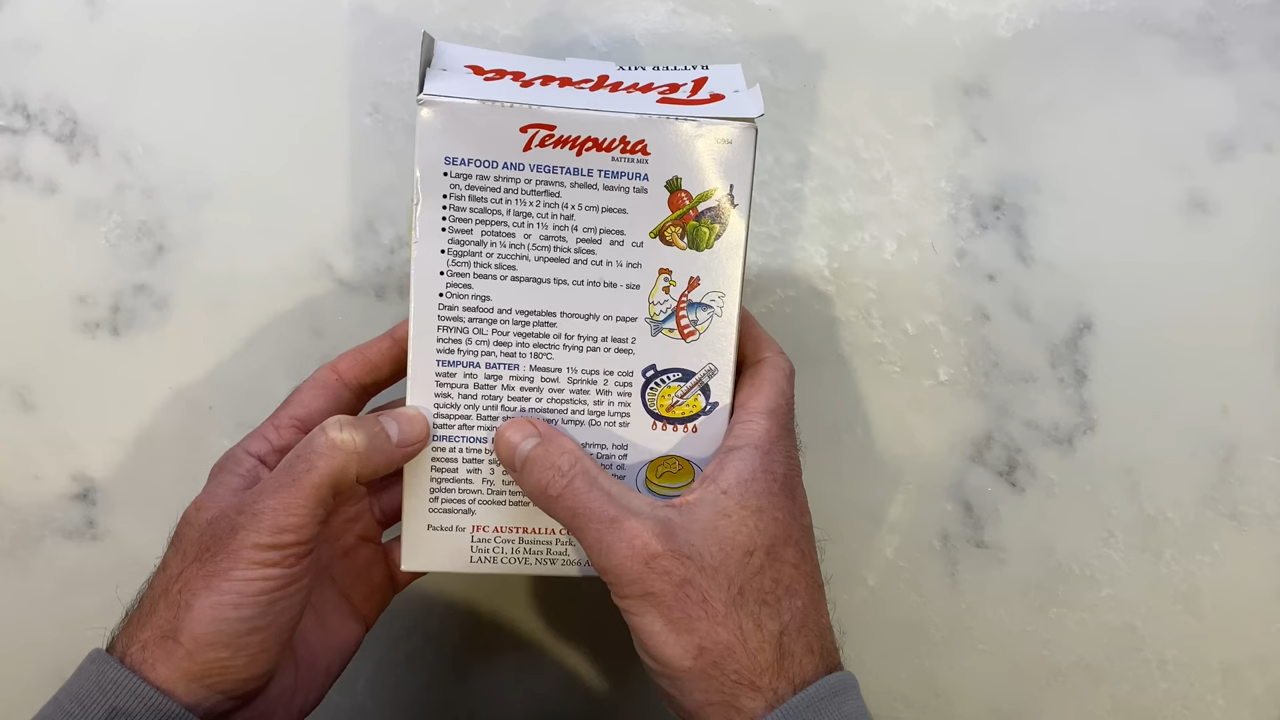 BATTER MIX
Tempura
Tempura
BATTER MIX
SEAFOOD AND VEGETABLE TEMPURA
• Large raw shrimp or prawns, shelled, leaving tails
on, deveined and butterflied.
• Fish fillets cut in 1½ x 2 inch (4 x 5 cm) pieces.
• Raw scallops, if large, cut in half.
• Green peppers, cut in 1½ inch (4 cm) pieces.
• Sweet potatoes or carrots, peeled and cut
diagonally in ¼ inch (.5cm) thick slices.
• Eggplant or zucchini, unpeeled and cut in ¼ inch
(.5cm) thick slices.
• Green beans or asparagus tips, cut into bite - size
pieces.
• Onion rings.
Drain seafood and vegetables thoroughly on paper
towels; arrange on large platter.
FRYING OIL: Pour vegetable oil for frying at least 2
inches (5 cm) deep into electric frying pan or deep,
wide frying pan, heat to 180ºC.
TEMPURA BATTER : Measure 1½ cups ice cold
water into large mixing bowl. Sprinkle 2 cups
Tempura Batter Mix evenly over water. With wire
wisk, hand rotary beater or chopsticks, stir in mix
quickly only until flour is moistened and large lumps
disappear. Batter very lumpy. (Do not stir
batter after
DIRECTIONS shrimp, hold
one at a time by Drain off
excess batter hot oil.
Repeat with 3
ingredients. Fry,
golden brown. Drain
off pieces of cooked batter
occasionally.
Packed for JFC AUSTRALIA
Lane Cove Business Park,
Unit C1, 16 Mars Road,
LANE COVE, NSW 2066